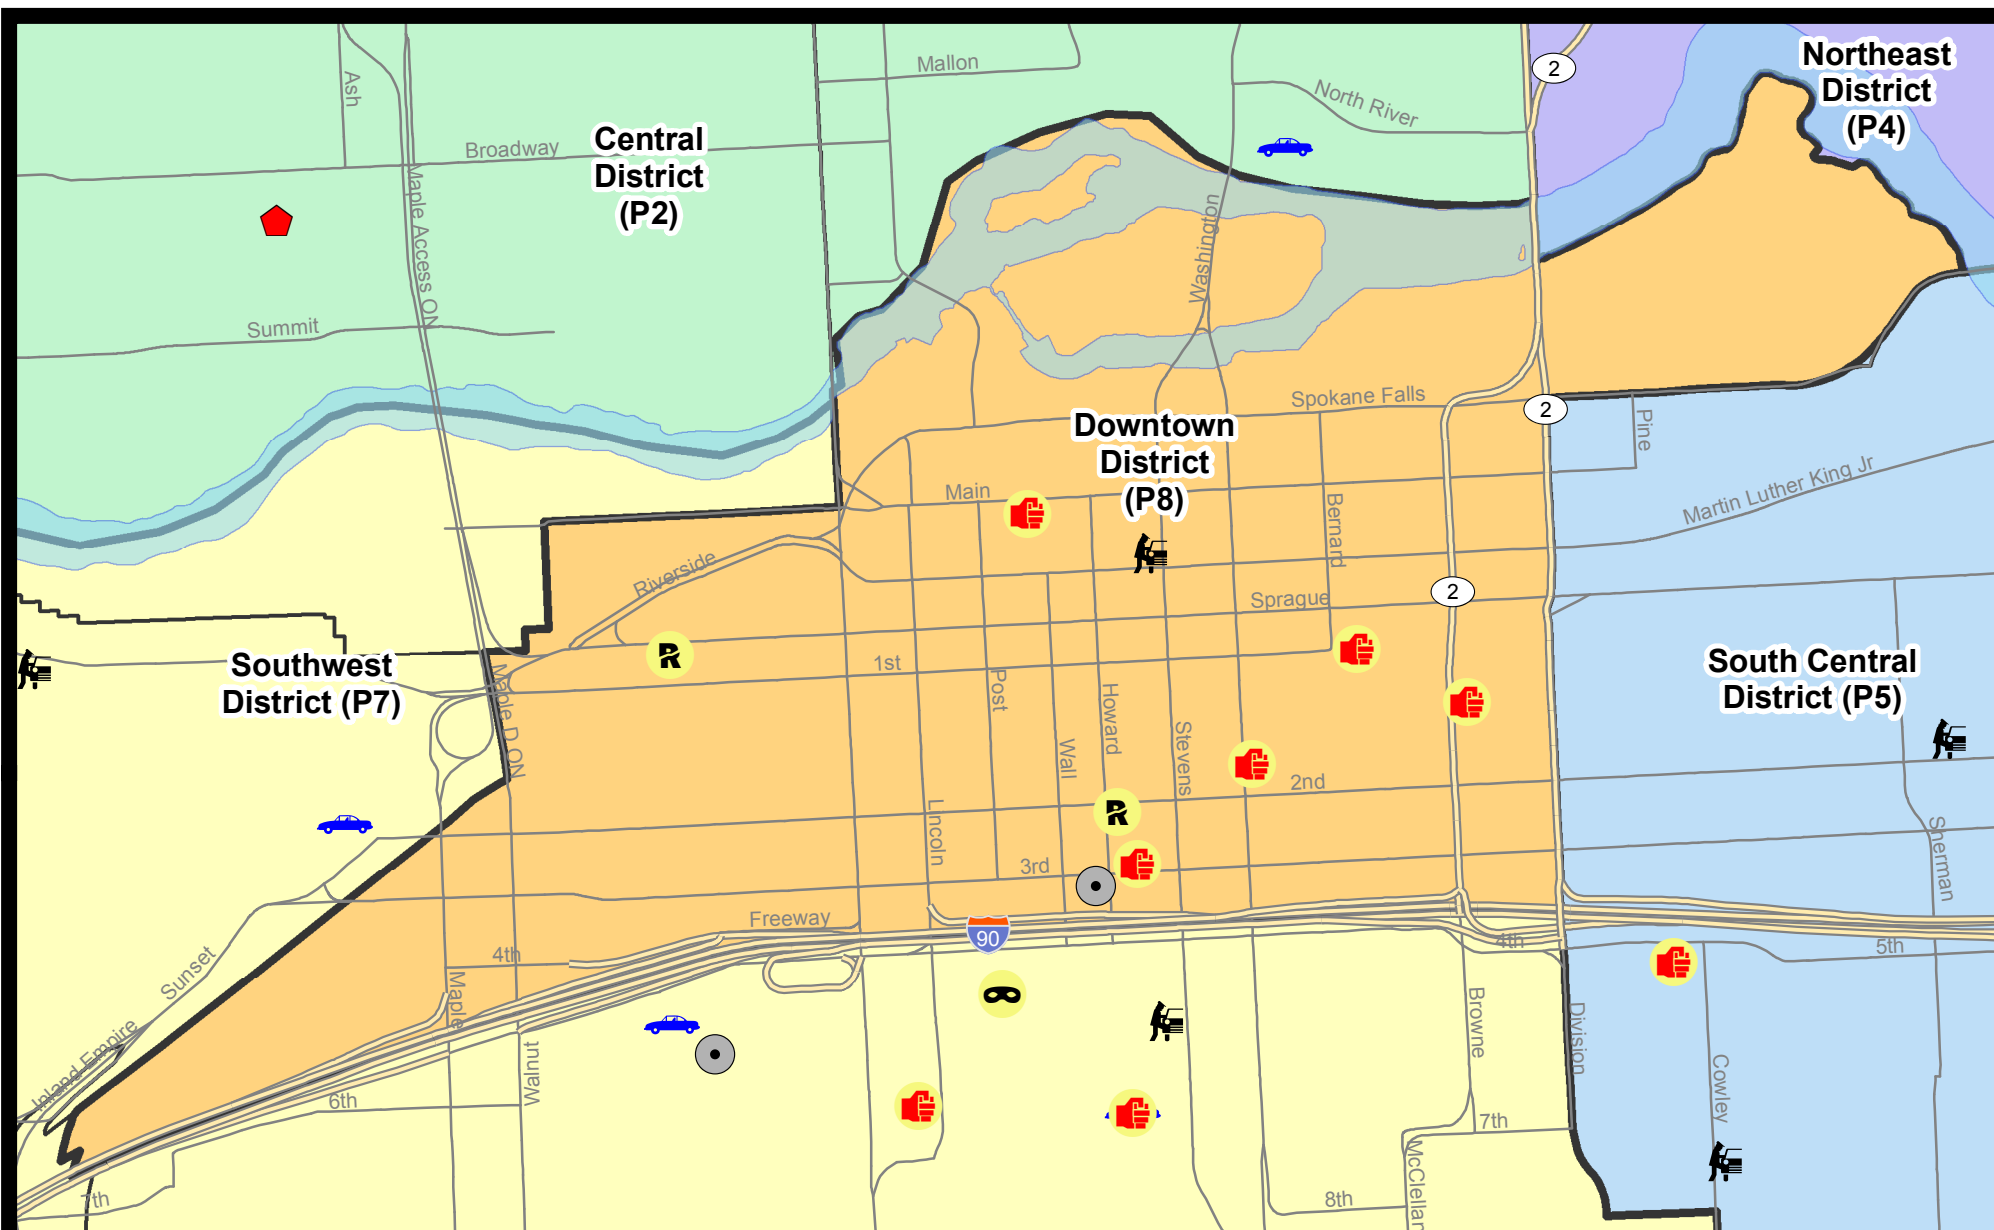 Northeast
District
(P4)
2
Mallon
Ash
North River
Central
District
(P2)
Broadway
Maple Access ON
Washington
Summit
Spokane Falls
2
Pine
Downtown
District
(P8)
Main
Bernard
Martin Luther King Jr
Riverside
Sprague
2
Southwest
District (P7)
1st
South Central
District (P5)
Maple D ON
Post
Howard
Wall
Stevens
2nd
Lincoln
3rd
Sherman
Freeway
90
4th
4th
5th
Sunset
Maple
Browne
Division
Inland Empire
Walnut
Cowley
6th
7th
McClellan
7th
8th
R
R